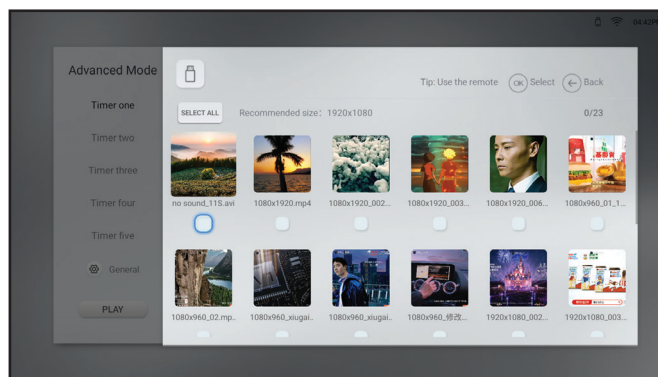 04:42PM
Advanced Mode
Tip: Use the remote OK Select Back
Timer one
SELECT ALL Recommended size: 1920x1080 0/23
Timer two
Timer three
Timer four
Timer five
General
PLAY
no sound_11S.avi 1080x1920.mp4 1080x1920_002... 1080x1920_003... 1080x1920_006... 1080x960_01_1...
1080x960_02.mp.. 1080x960_xiugai.. 1080x960_xiugai.. 1080x960_修改... 1920x1080_002... 1920x1080_003...